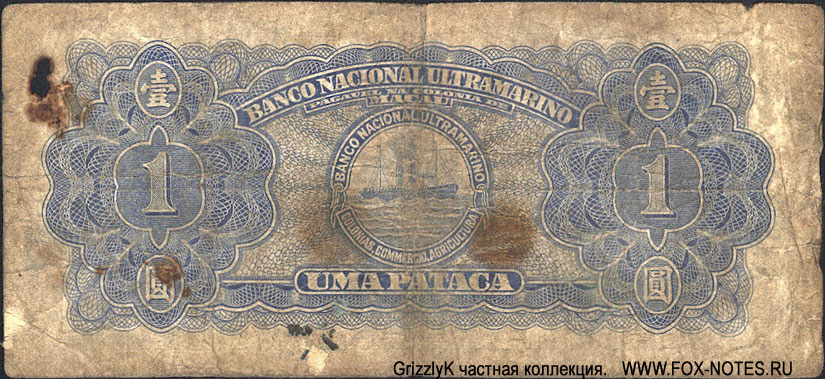 BANCO NACIONAL ULTRAMARINO
PAGAVEL NA COLONIA DE
MACAU
壹
壹
BANCO NACIONAL ULTRAMARINO
1
1
COLONIAS, COMMERCIO, AGRICULTURA
圓
UMA PATACA
圓
GrizzlyK частная коллекция. WWW.FOX-NOTES.RU